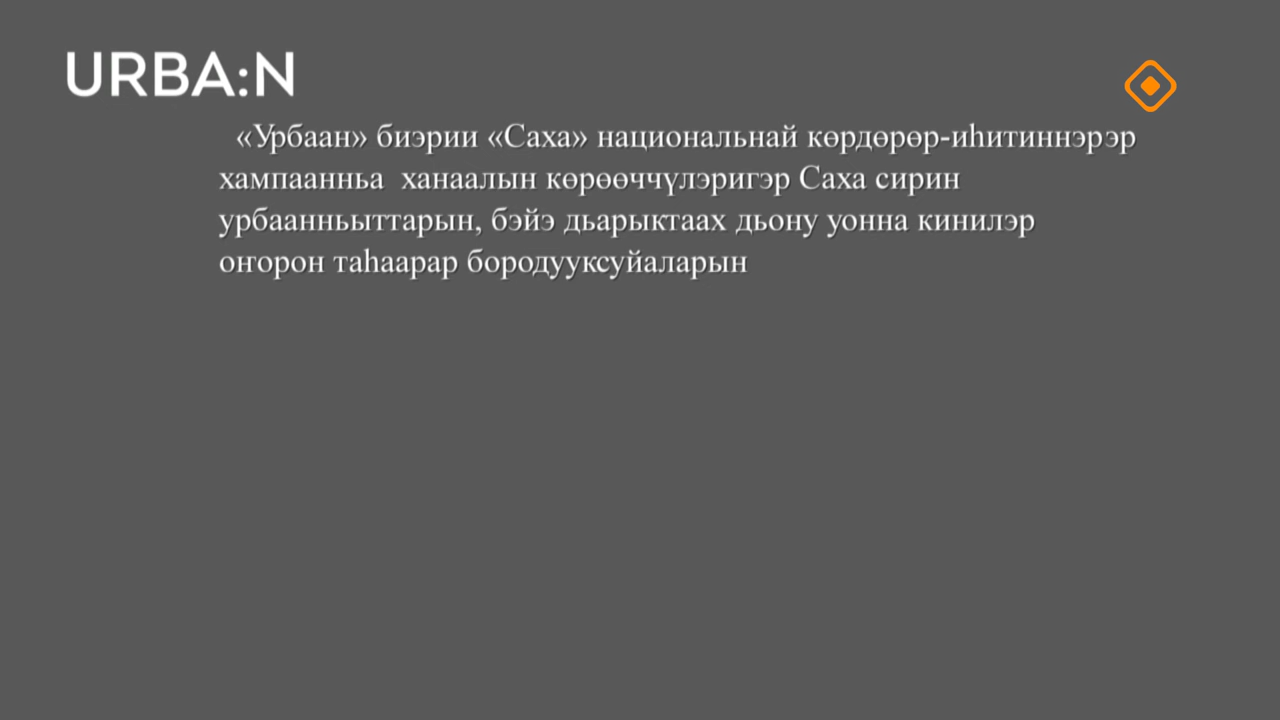 URBA:N
«Урбаан» биэрии «Саха» национальнай көрдөрөр-иһитиннэрэр
хампаанньа ханаалын көрөөччүлэригэр Саха сирин
урбаанньыттарын, бэйэ дьарыктаах дьону уонна кинилэр
оҥорон таһаарар бородууксуйаларын